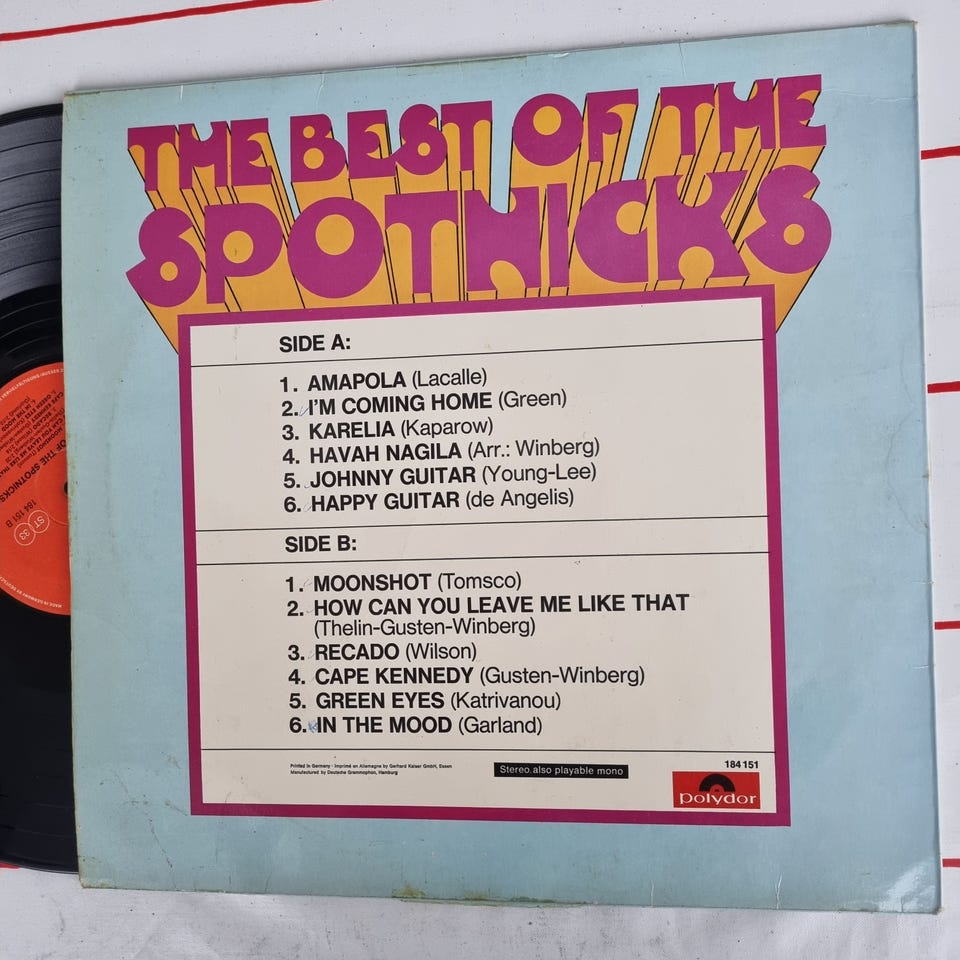 THE BEST OF THE
SPOTNICKS
SIDE A:
1. AMAPOLA (Lacalle)
2. I'M COMING HOME (Green)
3. KARELIA (Kaparow)
4. HAVAH NAGILA (Arr.: Winberg)
5. JOHNNY GUITAR (Young-Lee)
6. HAPPY GUITAR (de Angelis)
SIDE B:
1. MOONSHOT (Tomsco)
2. HOW CAN YOU LEAVE ME LIKE THAT
(Thelin-Gusten-Winberg)
3. RECADO (Wilson)
4. CAPE KENNEDY (Gusten-Winberg)
5. GREEN EYES (Katrivanou)
6. IN THE MOOD (Garland)
Printed in Germany · Imprimé en Allemagne by Gerhard Kaiser GmbH, Essen
Manufactured by Deutsche Grammophon, Hamburg
Stereo, also playable mono
184 151
polydor
OF THE SPOTNICKS
184 151 B
ST 33